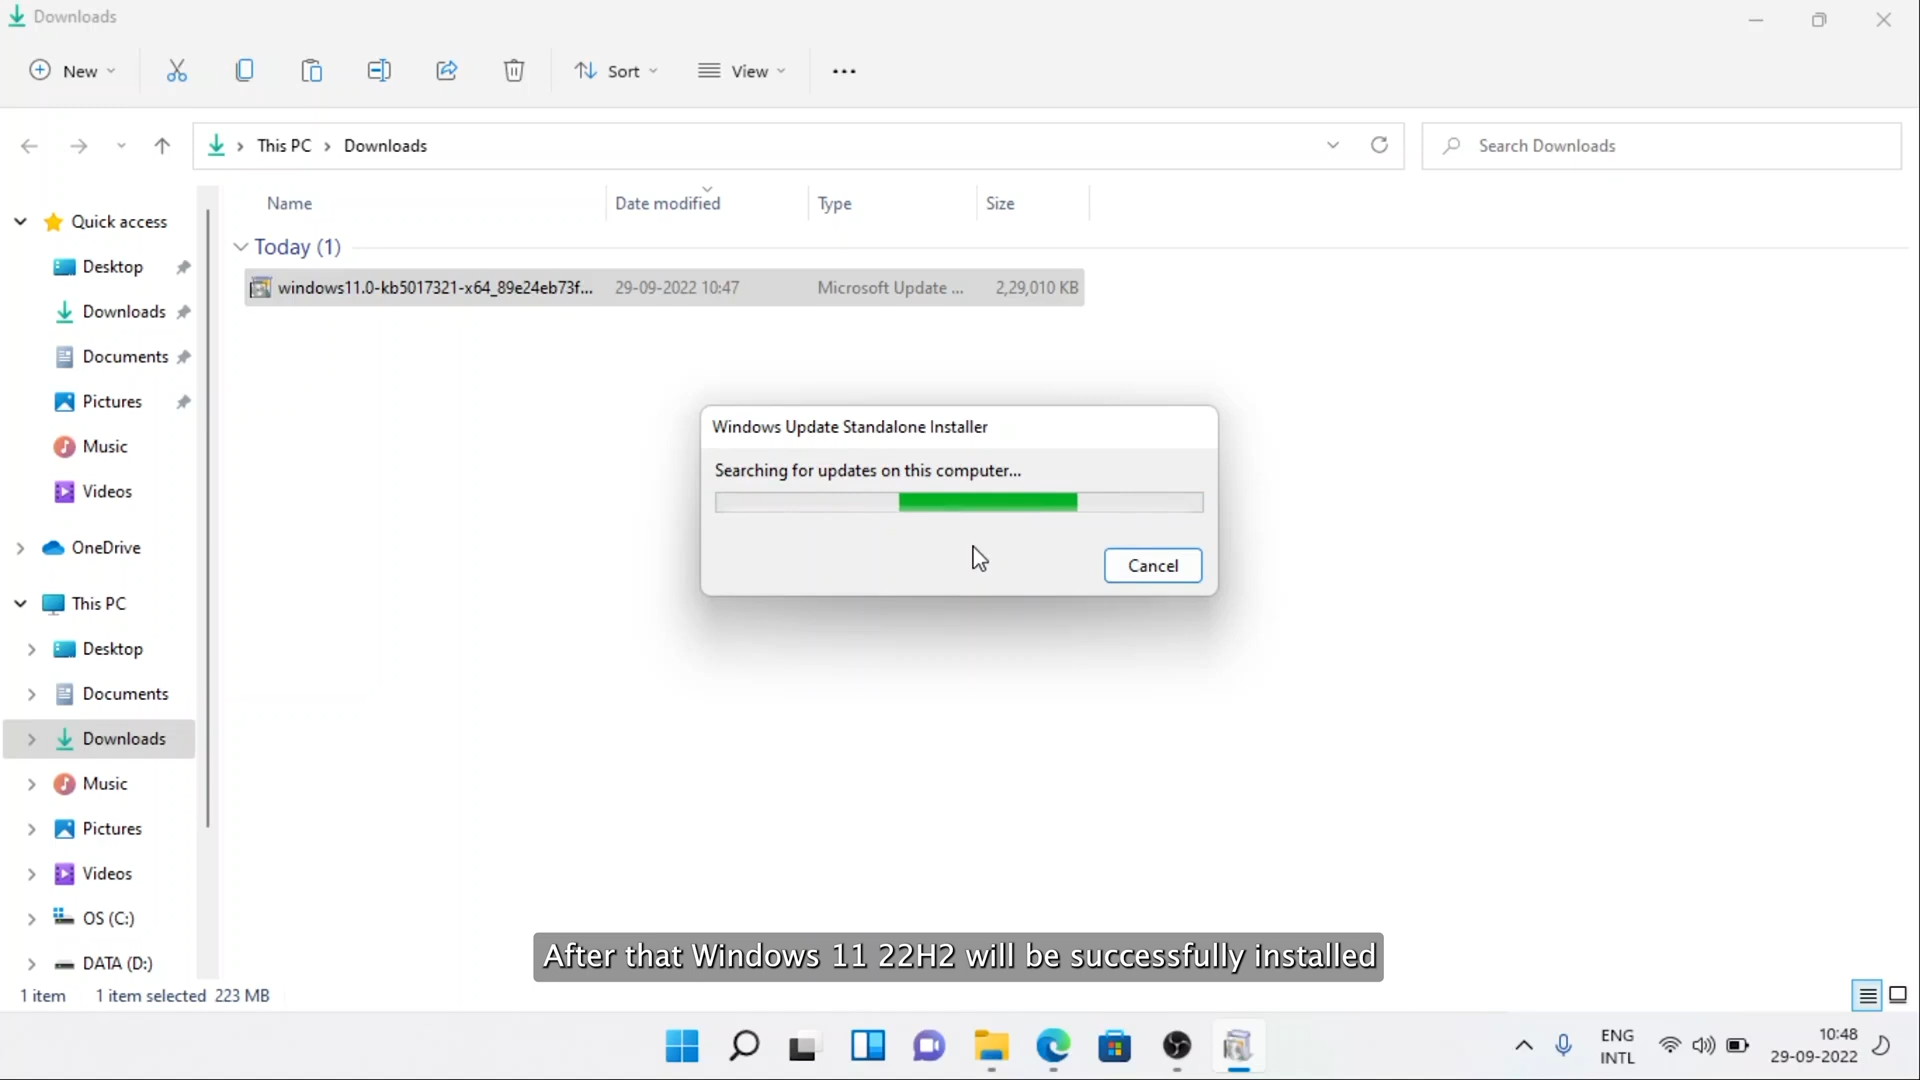 Downloads
New
Sort
View
This PC
Downloads
Search Downloads
Name
Date modified
Type
Size
Today (1)
windows11.0-kb5017321-x64_89e24eb73f...
29-09-2022 10:47
Microsoft Update ...
2,29,010 KB
Quick access
Desktop
Downloads
Documents
Pictures
Music
Videos
OneDrive
This PC
Desktop
Documents
Downloads
Music
Pictures
Videos
OS (C:)
DATA (D:)
Windows Update Standalone Installer
Searching for updates on this computer...
Cancel
After that Windows 11 22H2 will be successfully installed
1 item
1 item selected 223 MB
ENG
INTL
10:48
29-09-2022